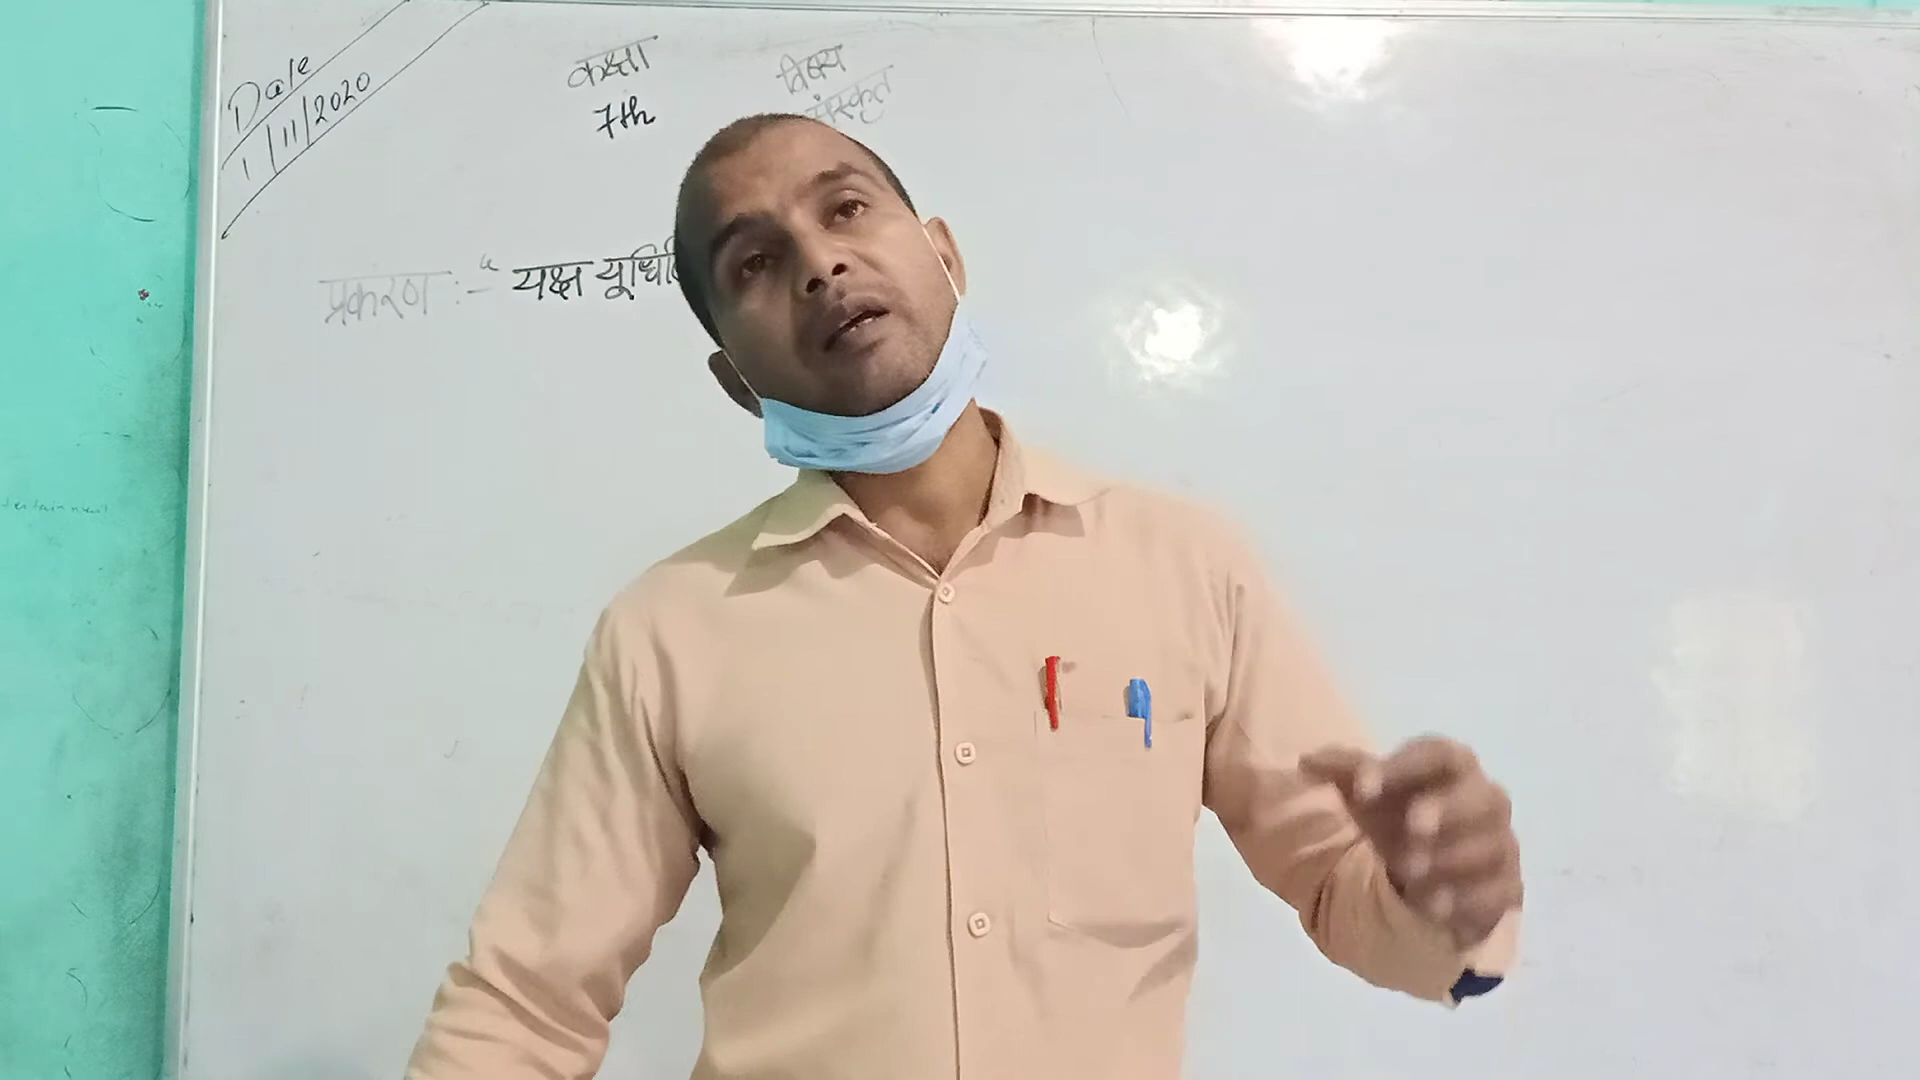 Date
1/11/2020
कक्षा
7th
विषय
संस्कृत
प्रकरण :- “ यक्ष यूधि